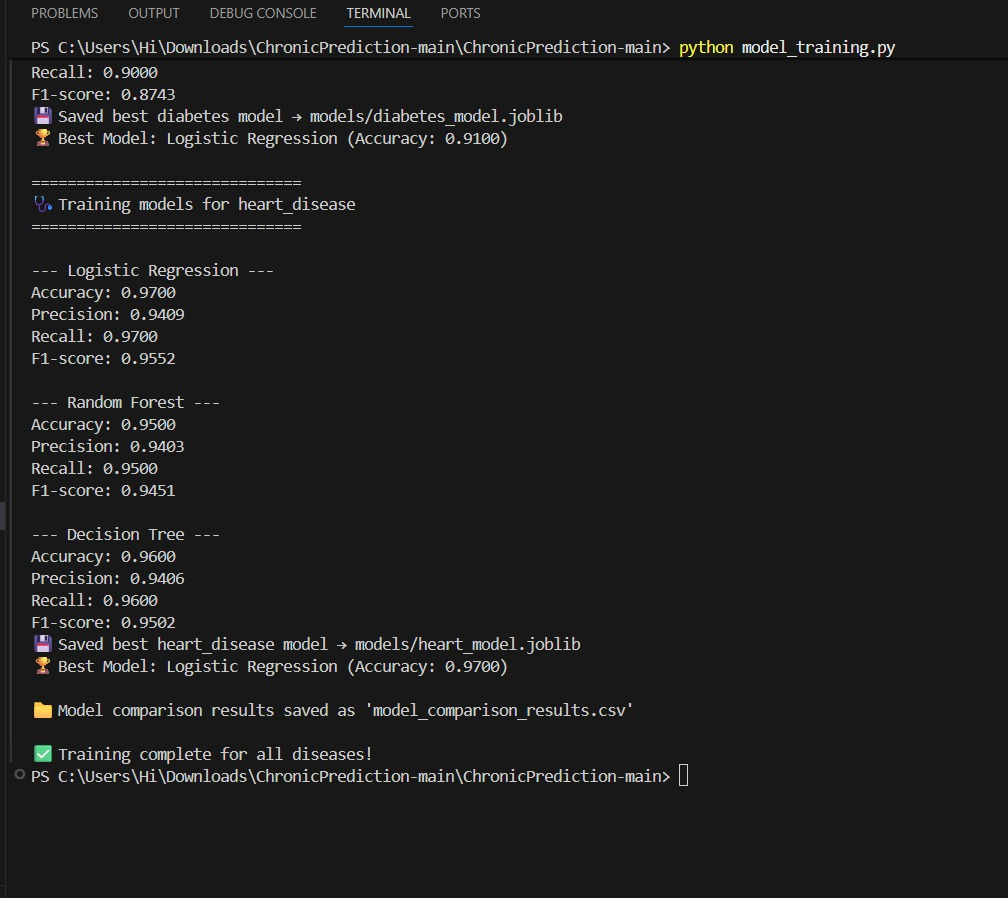 PROBLEMS OUTPUT DEBUG CONSOLE TERMINAL PORTS
PS C:\Users\Hi\Downloads\ChronicPrediction-main\ChronicPrediction-main> python model_training.py
Recall: 0.9000
F1-score: 0.8743
💾 Saved best diabetes model → models/diabetes_model.joblib
🏆 Best Model: Logistic Regression (Accuracy: 0.9100)
==============================
🩺 Training models for heart_disease
==============================
--- Logistic Regression ---
Accuracy: 0.9700
Precision: 0.9409
Recall: 0.9700
F1-score: 0.9552
--- Random Forest ---
Accuracy: 0.9500
Precision: 0.9403
Recall: 0.9500
F1-score: 0.9451
--- Decision Tree ---
Accuracy: 0.9600
Precision: 0.9406
Recall: 0.9600
F1-score: 0.9502
💾 Saved best heart_disease model → models/heart_model.joblib
🏆 Best Model: Logistic Regression (Accuracy: 0.9700)
📁 Model comparison results saved as 'model_comparison_results.csv'
✅ Training complete for all diseases!
PS C:\Users\Hi\Downloads\ChronicPrediction-main\ChronicPrediction-main>